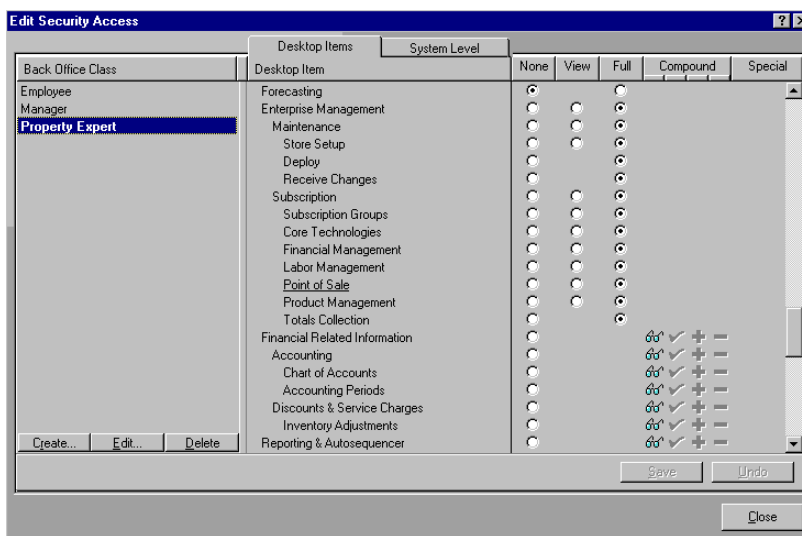 Edit Security Access
Desktop Items System Level
Back Office Class Desktop Item None View Full Compound Special
Employee Forecasting
Manager Enterprise Management
Property Expert Maintenance
Store Setup
Deploy
Receive Changes
Subscription
Subscription Groups
Core Technologies
Financial Management
Labor Management
Point of Sale
Product Management
Totals Collection
Financial Related Information
Accounting
Chart of Accounts
Accounting Periods
Discounts & Service Charges
Inventory Adjustments
Create... Edit... Delete Reporting & Autosequencer
Save Undo
Close